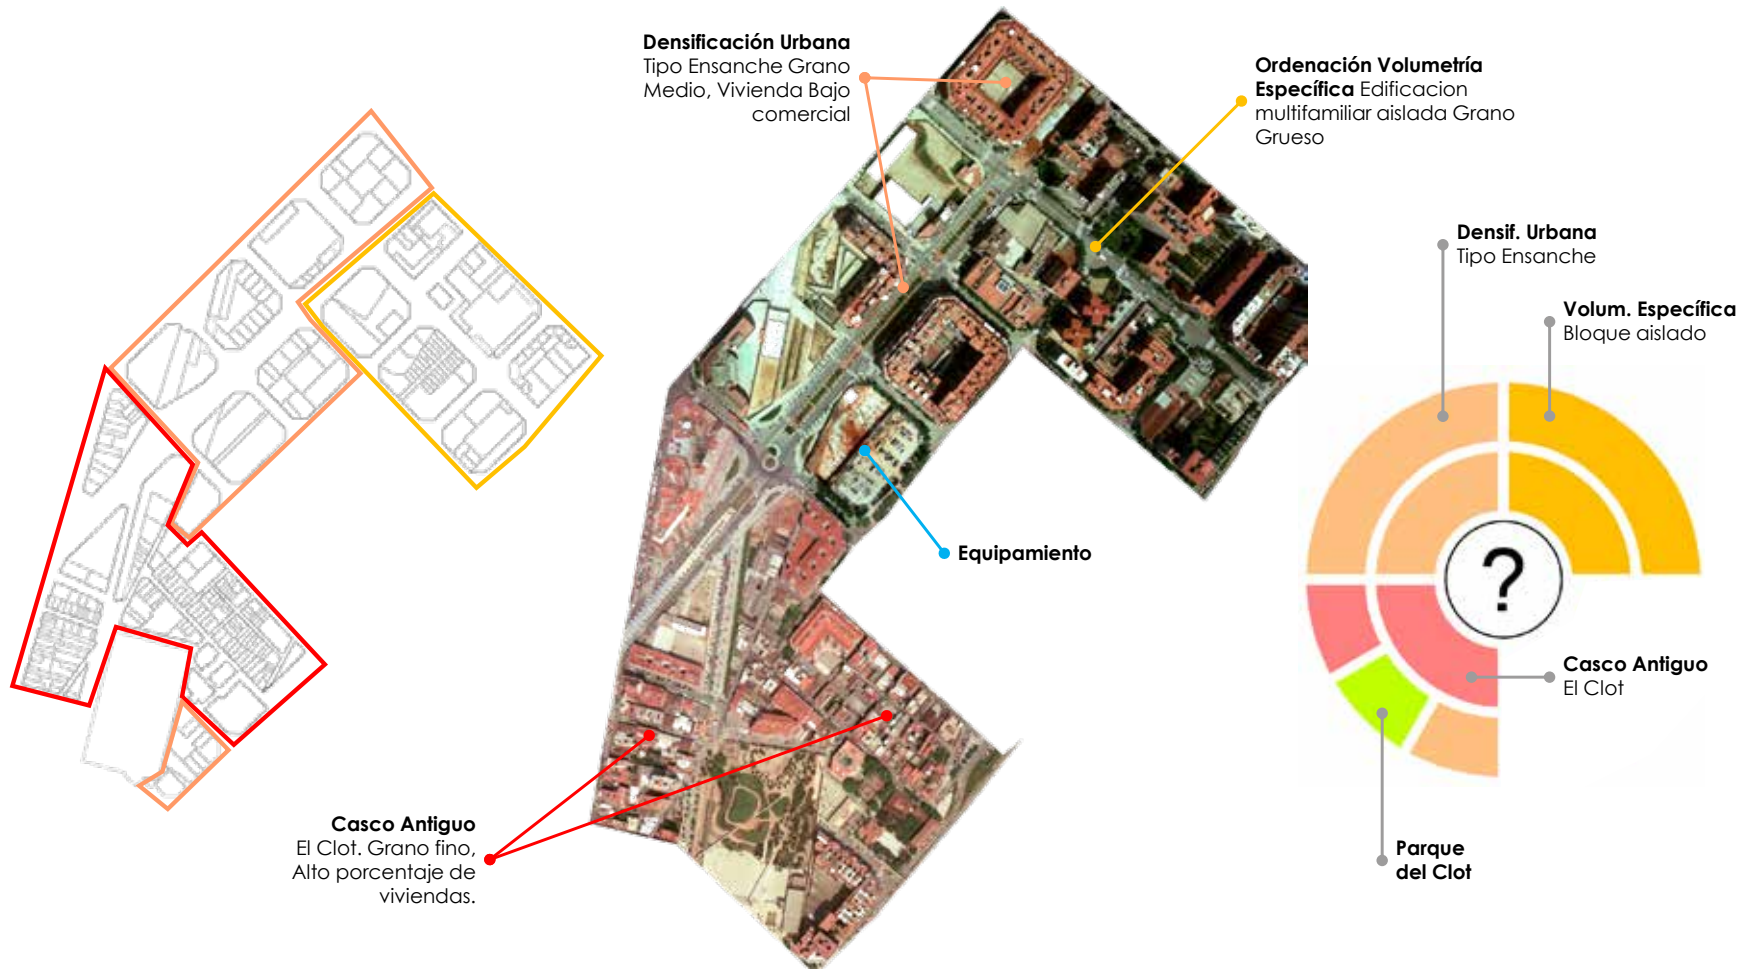 Densificación Urbana
Tipo Ensanche Grano
Medio, Vivienda Bajo
comercial
Ordenación Volumetría
Específica Edificacion
multifamiliar aislada Grano
Grueso
Densif. Urbana
Tipo Ensanche
Volum. Específica
Bloque aislado
Equipamiento
?
Casco Antiguo
El Clot
Casco Antiguo
El Clot. Grano fino,
Alto porcentaje de
viviendas.
Parque
del Clot